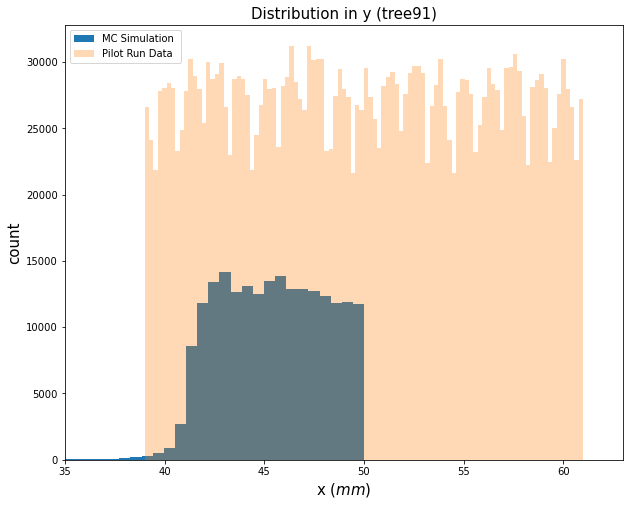 Distribution in y (tree91)
MC Simulation
Pilot Run Data
count
30000
25000
20000
15000
10000
5000
0
35 40 45 50 55 60
x (mm)